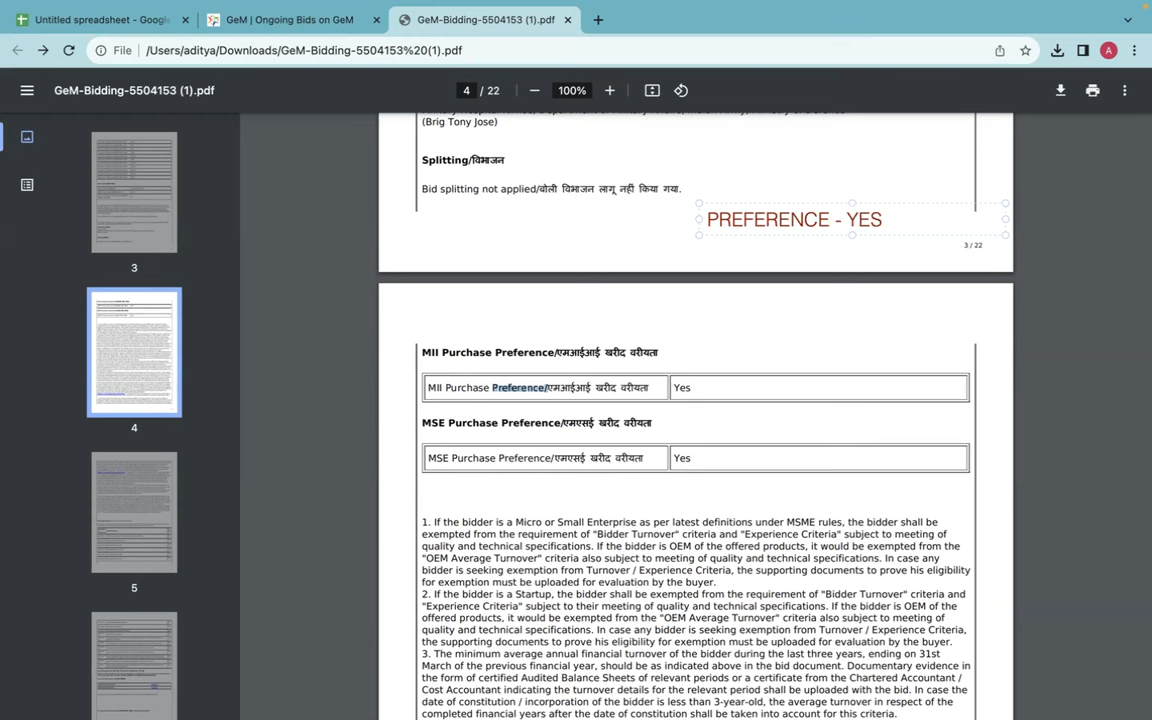 Untitled spreadsheet - Google
GeM | Ongoing Bids on GeM
GeM-Bidding-5504153 (1).pdf
File
/Users/aditya/Downloads/GeM-Bidding-5504153%20(1).pdf
A
GeM-Bidding-5504153 (1).pdf
4 / 22
100%
3
4
5
(Brig Tony Jose)
Splitting/विभाजन
Bid splitting not applied/बोली विभाजन लागू नहीं किया गया.
PREFERENCE - YES
3 / 22
MII Purchase Preference/एमआईआई खरीद वरीयता
MII Purchase Preference/एमआईआई खरीद वरीयता Yes
MSE Purchase Preference/एमएसई खरीद वरीयता
MSE Purchase Preference/एमएसई खरीद वरीयता Yes
1. If the bidder is a Micro or Small Enterprise as per latest definitions under MSME rules, the bidder shall be
exempted from the requirement of "Bidder Turnover" criteria and "Experience Criteria" subject to meeting of
quality and technical specifications. If the bidder is OEM of the offered products, it would be exempted from the
"OEM Average Turnover" criteria also subject to meeting of quality and technical specifications. In case any
bidder is seeking exemption from Turnover / Experience Criteria, the supporting documents to prove his eligibility
for exemption must be uploaded for evaluation by the buyer.
2. If the bidder is a Startup, the bidder shall be exempted from the requirement of "Bidder Turnover" criteria and
"Experience Criteria" subject to their meeting of quality and technical specifications. If the bidder is OEM of the
offered products, it would be exempted from the "OEM Average Turnover" criteria also subject to meeting of
quality and technical specifications. In case any bidder is seeking exemption from Turnover / Experience Criteria,
the supporting documents to prove his eligibility for exemption must be uploaded for evaluation by the buyer.
3. The minimum average annual financial turnover of the bidder during the last three years, ending on 31st
March of the previous financial year, should be as indicated above in the bid document. Documentary evidence in
the form of certified Audited Balance Sheets of relevant periods or a certificate from the Chartered Accountant /
Cost Accountant indicating the turnover details for the relevant period shall be uploaded with the bid. In case the
date of constitution / incorporation of the bidder is less than 3-year-old, the average turnover in respect of the
completed financial years after the date of constitution shall be taken into account for this criteria.